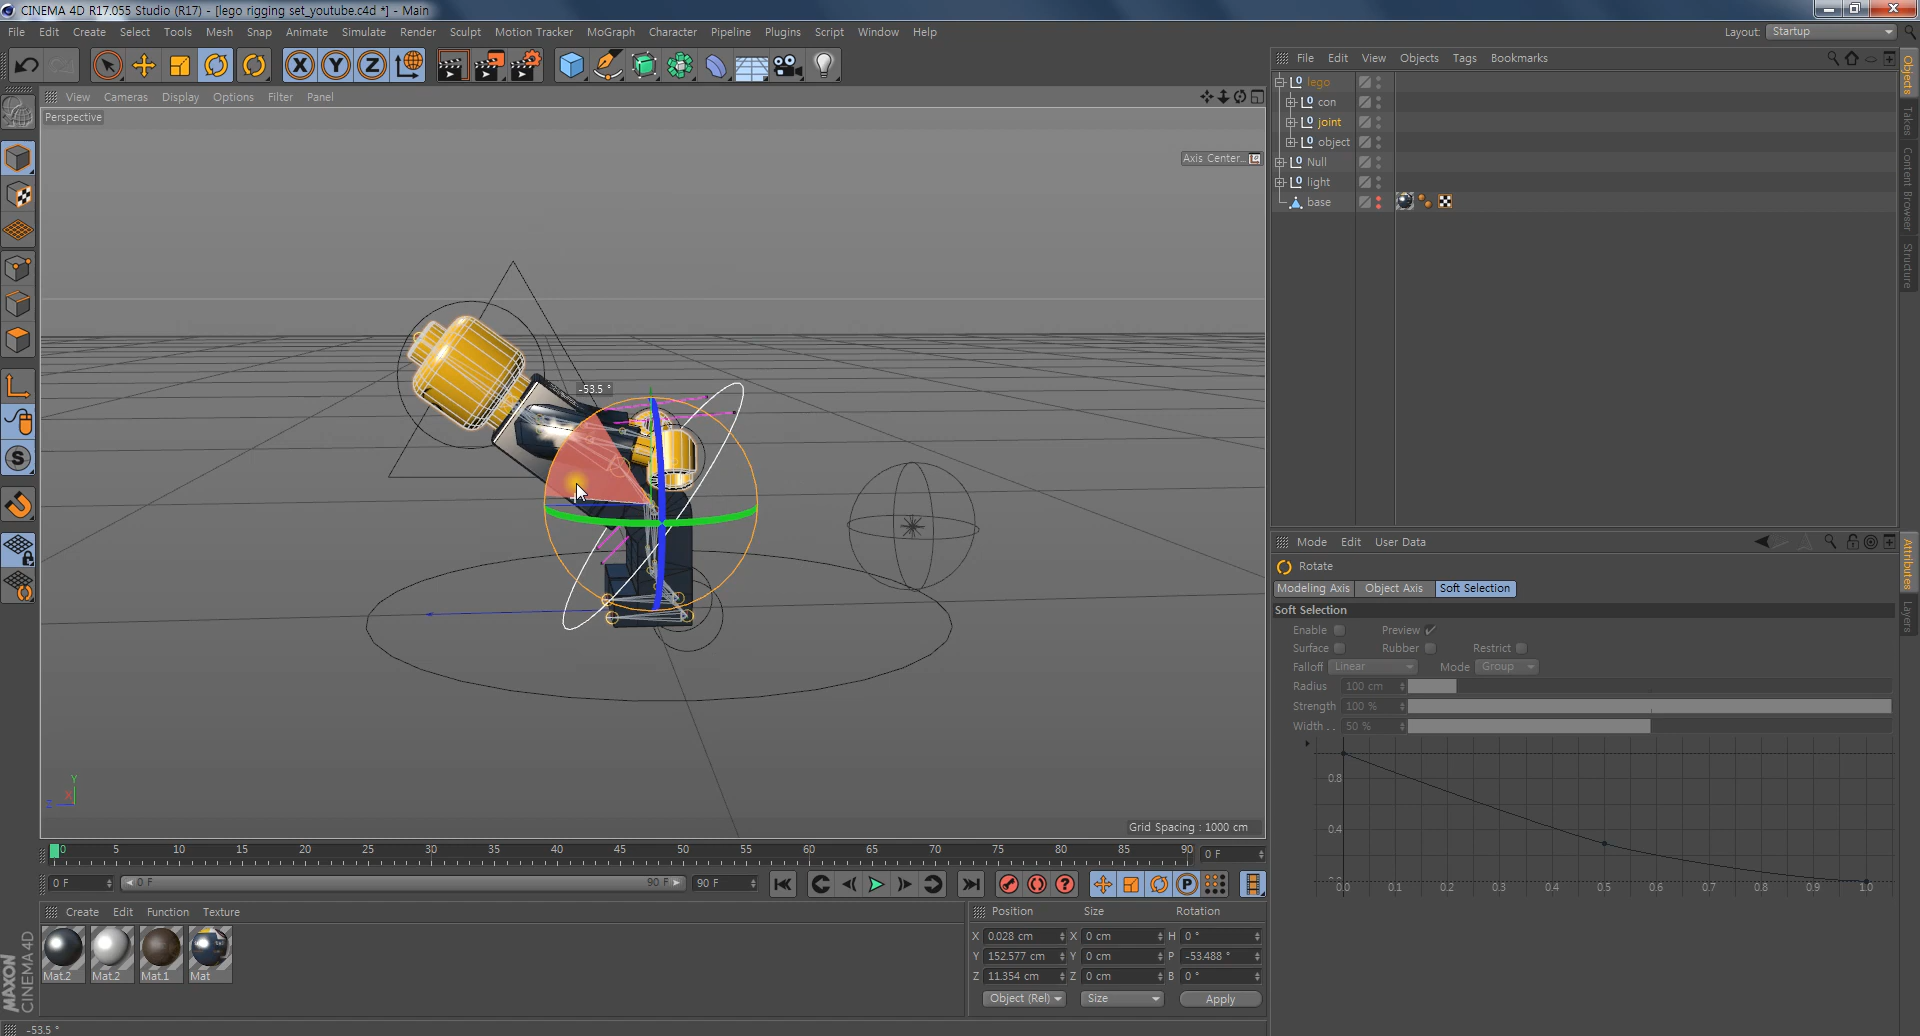 CINEMA 4D R17.055 Studio (R17) - [lego rigging set_youtube.c4d *] - Main
File Edit Create Select Tools Mesh Snap Animate Simulate Render Sculpt Motion Tracker MoGraph Character Pipeline Plugins Script Window Help
Layout: Startup
File Edit View Objects Tags Bookmarks
View Cameras Display Options Filter Panel
Perspective
Axis Center...
lego
con
joint
object
Null
light
base
Objects
Takes
Content Browser
Structure
-53.5 °
Grid Spacing : 1000 cm
Y
X
Z
Mode Edit User Data
Rotate
Modeling Axis Object Axis Soft Selection
Soft Selection
Enable Preview
Surface Rubber Restrict
Falloff Linear Mode Group
Radius 100 cm
Strength 100 %
Width . . 50 %
0.8
0.4
0.0 0.1 0.2 0.3 0.4 0.5 0.6 0.7 0.8 0.9 1.0
Attributes
Layers
0 5 10 15 20 25 30 35 40 45 50 55 60 65 70 75 80 85 90 0 F
0 F 0 F 90 F 90 F
Create Edit Function Texture
Mat.2 Mat.2 Mat.1 Mat
Position Size Rotation
X 0.028 cm X 0 cm H 0 °
Y 152.577 cm Y 0 cm P -53.488 °
Z 11.354 cm Z 0 cm B 0 °
Object (Rel) Size Apply
MAXON
CINEMA 4D
-53.5 °